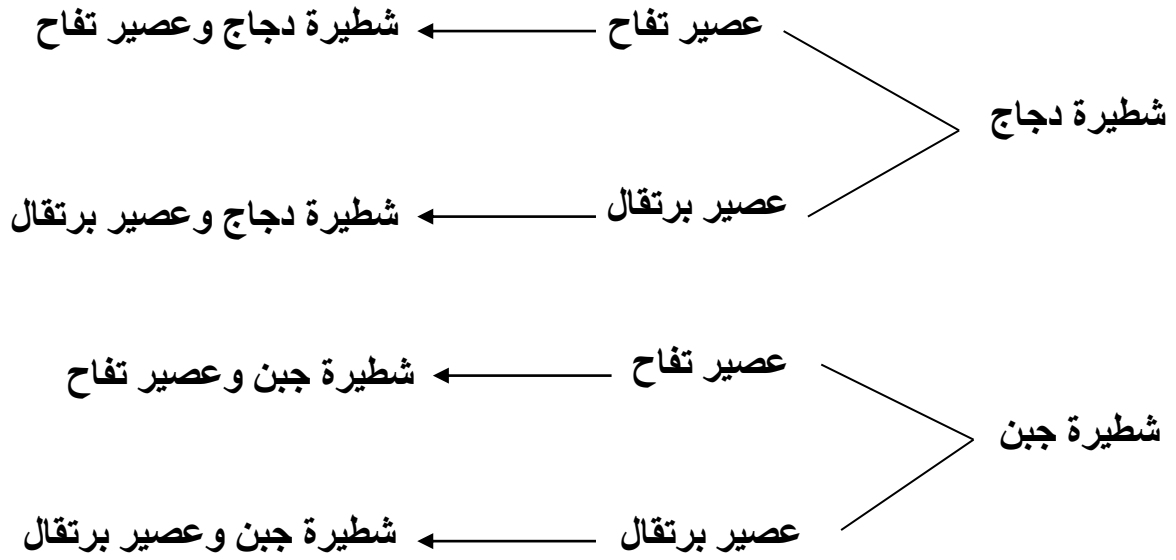 شطيرة دجاج
عصير تفاح
شطيرة دجاج وعصير تفاح
عصير برتقال
شطيرة دجاج وعصير برتقال
شطيرة جبن
عصير تفاح
شطيرة جبن وعصير تفاح
عصير برتقال
شطيرة جبن وعصير برتقال